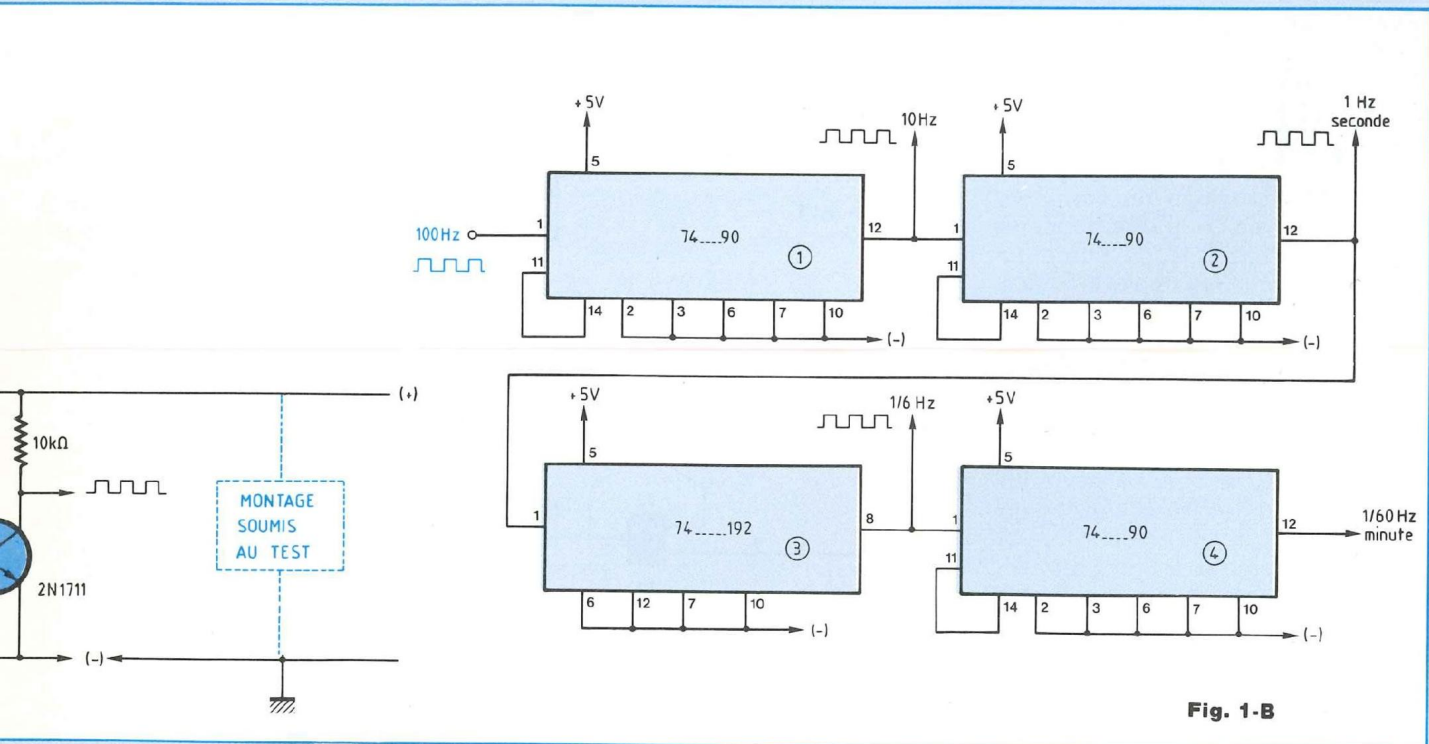 +5V
10Hz
+5V
1 Hz
seconde
5
5
100Hz
1
74___90
12
1
74___90
12
1
2
11
11
14 2 3 6 7 10
(-)
14 2 3 6 7 10
(-)
(+)
+5V
1/6 Hz
+5V
10kΩ
5
5
MONTAGE
SOUMIS
AU TEST
1
74____192
8
1
74____90
12
1/60 Hz
minute
3
11
4
2N1711
6 12 7 10
(-)
14 2 3 6 7 10
(-)
(-)
Fig. 1-B